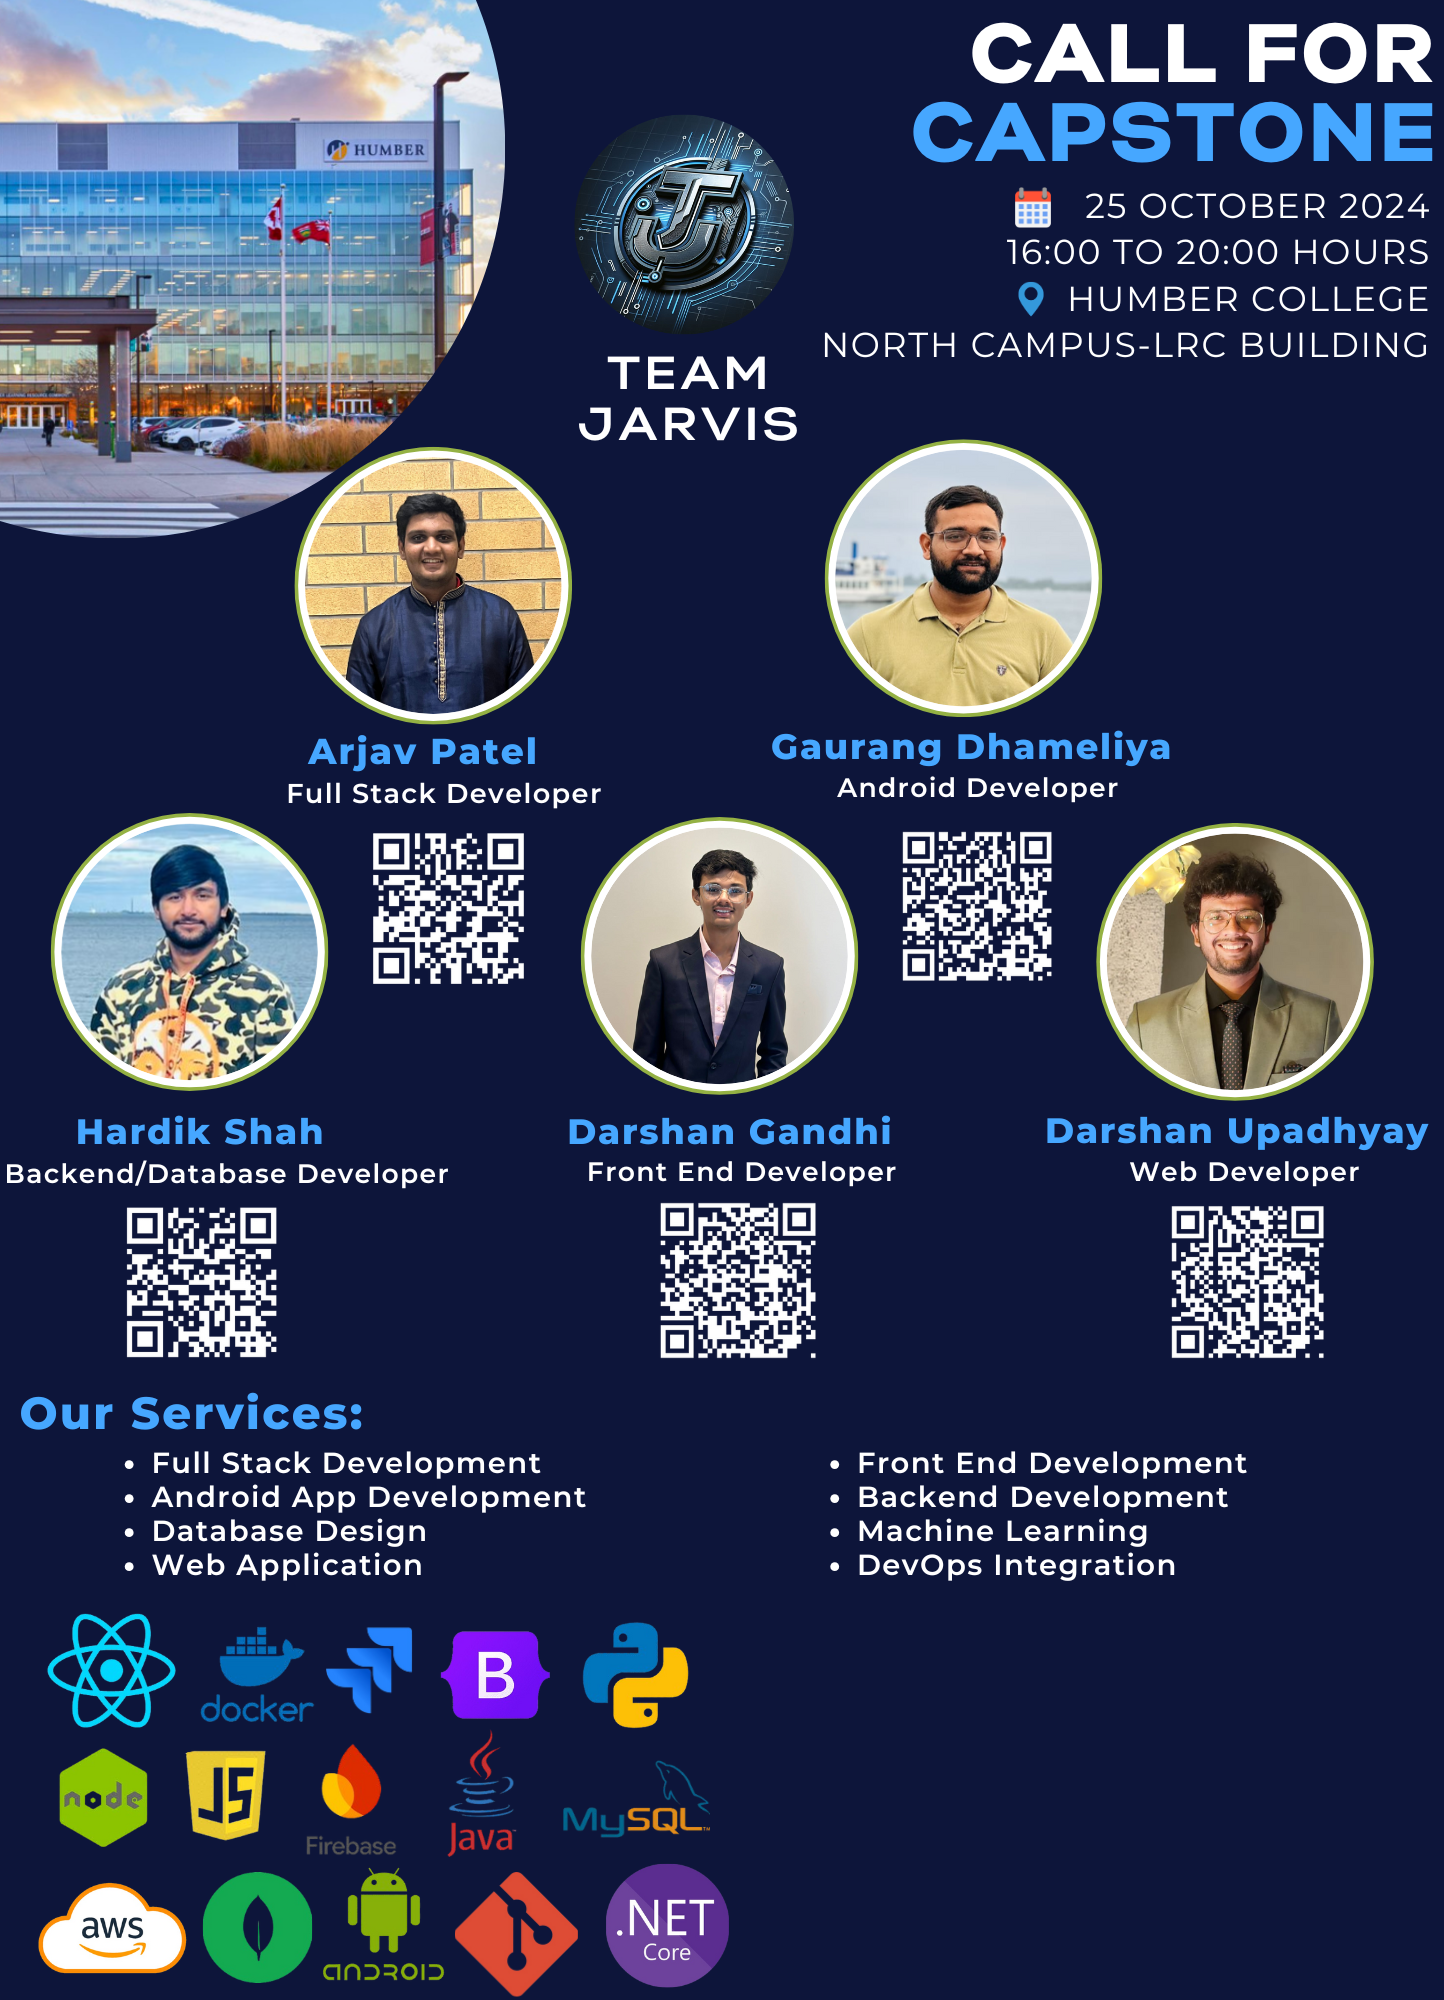 HUMBER
CALL FOR
CAPSTONE
25 OCTOBER 2024
16:00 TO 20:00 HOURS
HUMBER COLLEGE
NORTH CAMPUS-LRC BUILDING
TEAM
JARVIS
Arjav Patel
Full Stack Developer
Gaurang Dhameliya
Android Developer
Hardik Shah
Backend/Database Developer
Darshan Gandhi
Front End Developer
Darshan Upadhyay
Web Developer
Our Services:
• Full Stack Development
• Android App Development
• Database Design
• Web Application
• Front End Development
• Backend Development
• Machine Learning
• DevOps Integration
docker
B
node
JS
Firebase
Java
MySQL™
aws
ANDROID
.NET
Core